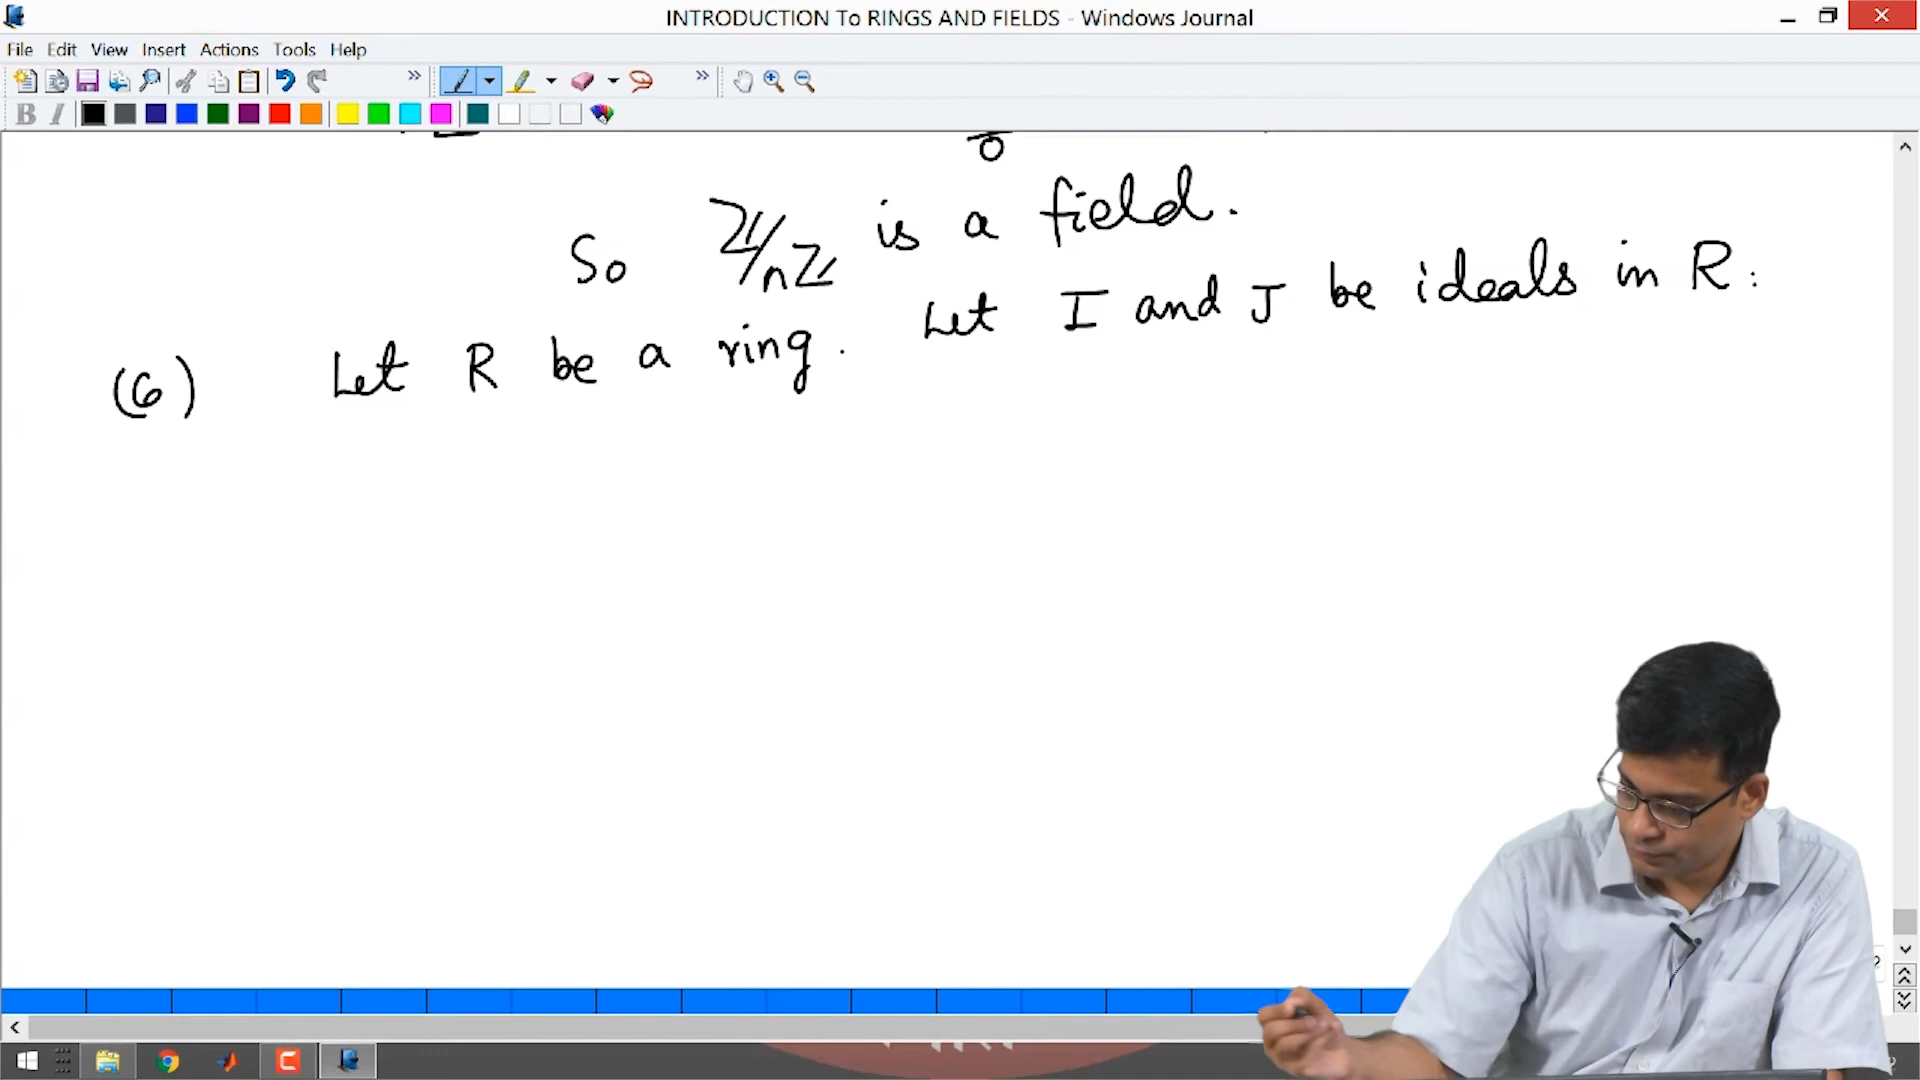 INTRODUCTION To RINGS AND FIELDS - Windows Journal
File Edit View Insert Actions Tools Help
B I
0
So ℤ/nℤ is a field.
(6) Let R be a ring. Let I and J be ideals in R: